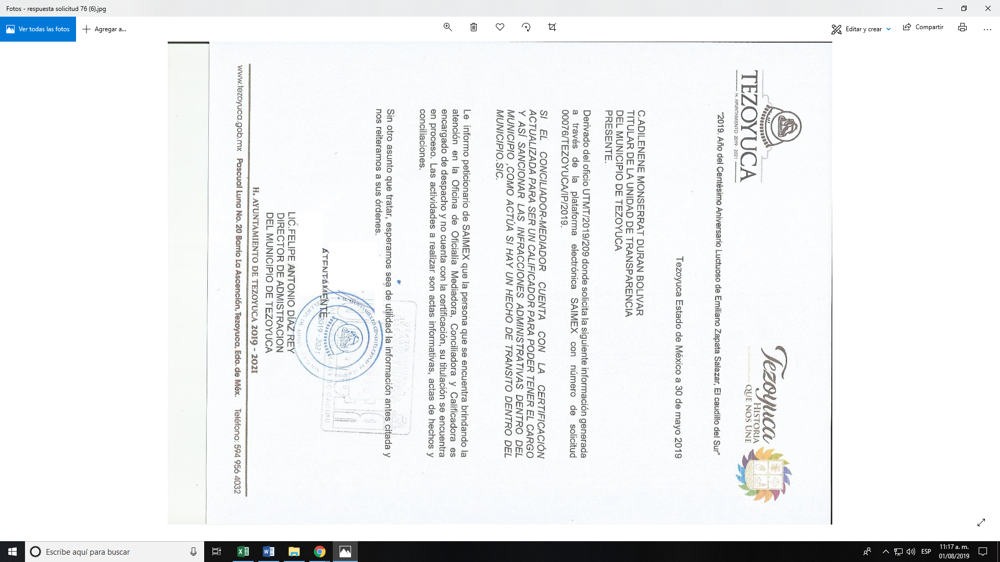 Fotos - respuesta solicitud 76 (6).jpg
Ver todas las fotos
Agregar a...
Editar y crear
Compartir
TEZOYUCA
H. AYUNTAMIENTO 2019 - 2021
Tezoyuca
HISTORIA
QUE NOS UNE
"2019. Año del Centésimo Aniversario Luctuoso de Emiliano Zapata Salazar, El caudillo del Sur"
Tezoyuca Estado de México a 30 de mayo 2019
C.ADILENENE MONSERRAT DURAN BOLIVAR
TITULAR DE LA UNIDAD DE TRANSPARENCIA
DEL MUNICIPIO DE TEZOYUCA
PRESENTE.
Derivado del oficio UTMT/2019/209 donde solicita la siguiente información generada
a través de la plataforma electrónica SAIMEX con número de solicitud
00076/TEZOYUCA/IP/2019.
SI EL CONCILIADOR-MEDIADOR CUENTA CON LA CERTIFICACIÓN
ACTUALIZADA PARA SER UN CALIFICADOR PARA PODER TENER EL CARGO
Y ASÍ SANCIONAR LAS INFRACCIONES ADMINISTRATIVAS DENTRO DEL
MUNICIPIO ,COMO ACTÚA SI HAY UN HECHO DE TRANSITO DENTRO DEL
MUNICIPIO.SIC.
Le informo peticionario de SAIMEX que la persona que se encuentra brindando la
atención en la Oficina de Oficialía Mediadora, Conciliadora y Calificadora es
encargado de despacho y no cuenta con la certificación, su titulación se encuentra
en proceso. Las actividades a realizar son actas informativas, actas de hechos y
conciliaciones.
Sin otro asunto que tratar, esperamos sea de utilidad la información antes citada y
nos reiteramos a sus órdenes.
ATENTAMENTE
H. AYUNTAMIENTO CONSTITUCIONAL DE
2019 - 2021
LIC.FELIPE ANTONIO DÍAZ REY
DIRECTOR DE ADMISTRACION
DEL MUNICIPIO DE TEZOYUCA
H. AYUNTAMIENTO DE TEZOYUCA 2019 - 2021
www.tezoyuca.gob.mx Pascual Luna No. 20 Barrio La Ascención, Tezoyuca, Edo. de Méx. Teléfono: 594 956 4032
Escribe aquí para buscar
ESP
11:17 a. m.
01/08/2019